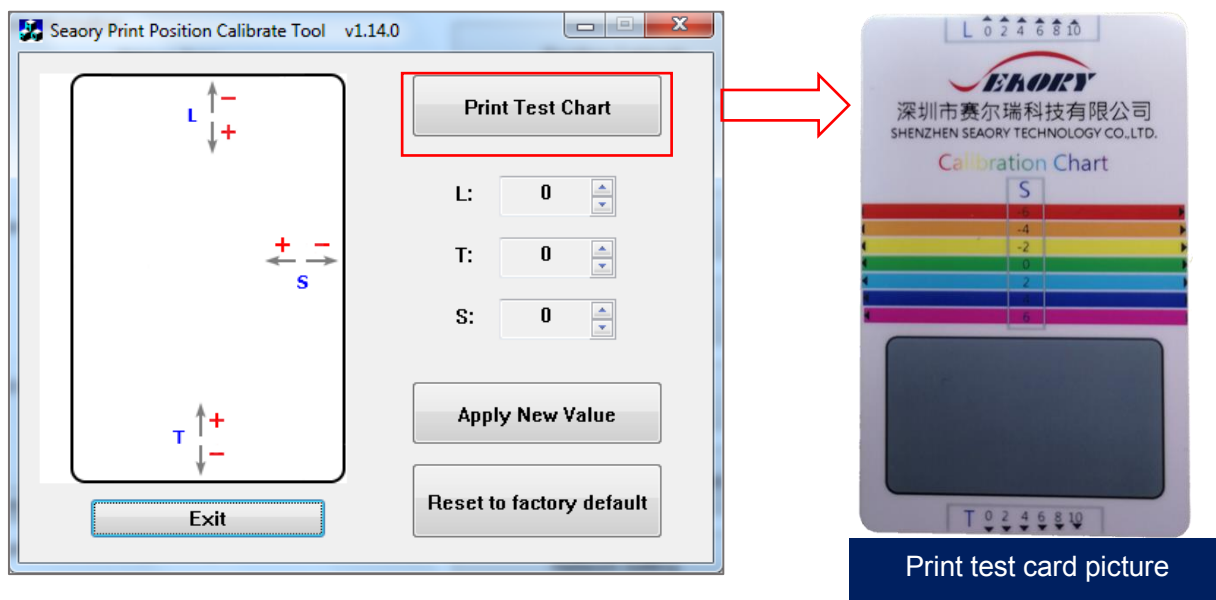 Seaory Print Position Calibrate Tool v1.14.0
L
−
+
+ −
S
T
+
−
Exit
Print Test Chart
L: 0
T: 0
S: 0
Apply New Value
Reset to factory default
L 0 2 4 6 8 10
SEAORY
深圳市赛尔瑞科技有限公司
SHENZHEN SEAORY TECHNOLOGY CO.,LTD.
Calibration Chart
S
-6
-4
-2
0
2
4
6
T 0 2 4 6 8 10
Print test card picture